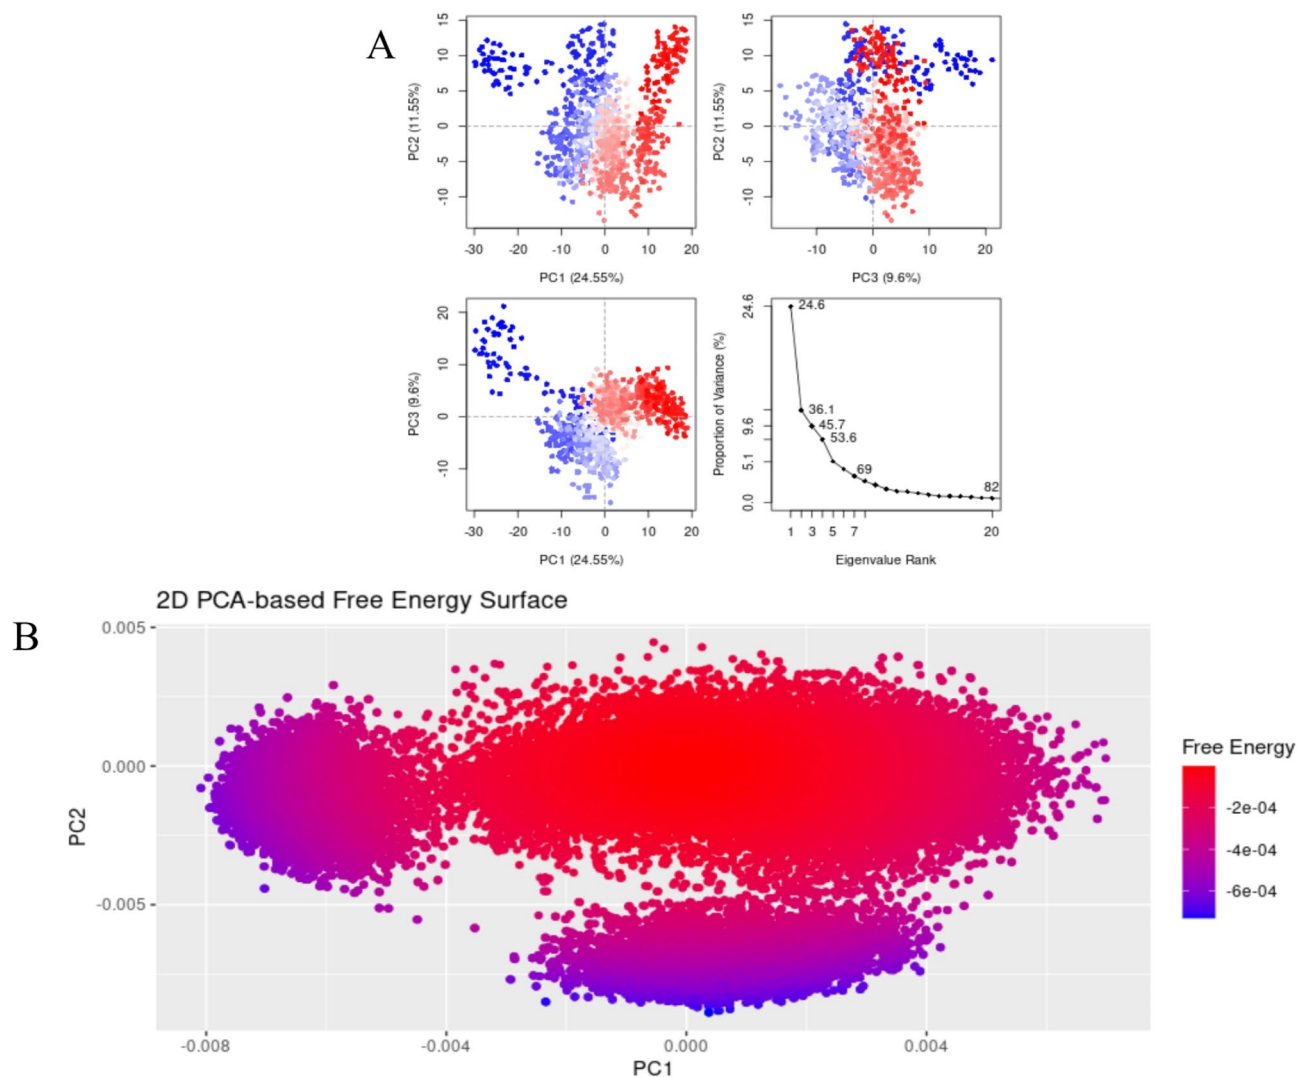 A
15
10
5
0
-5
-10
PC2 (11.55%)
-30 -20 -10 0 10 20
PC1 (24.55%)
15
10
5
0
-5
-10
PC2 (11.55%)
-10 0 10 20
PC3 (9.6%)
20
10
0
-10
PC3 (9.6%)
-30 -20 -10 0 10 20
PC1 (24.55%)
24.6
9.6
5.1
0.0
Proportion of Variance (%)
24.6
36.1
45.7
53.6
69
82
1 3 5 7 20
Eigenvalue Rank
B
2D PCA-based Free Energy Surface
0.005
0.000
-0.005
PC2
-0.008 -0.004 0.000 0.004
PC1
Free Energy
-2e-04
-4e-04
-6e-04